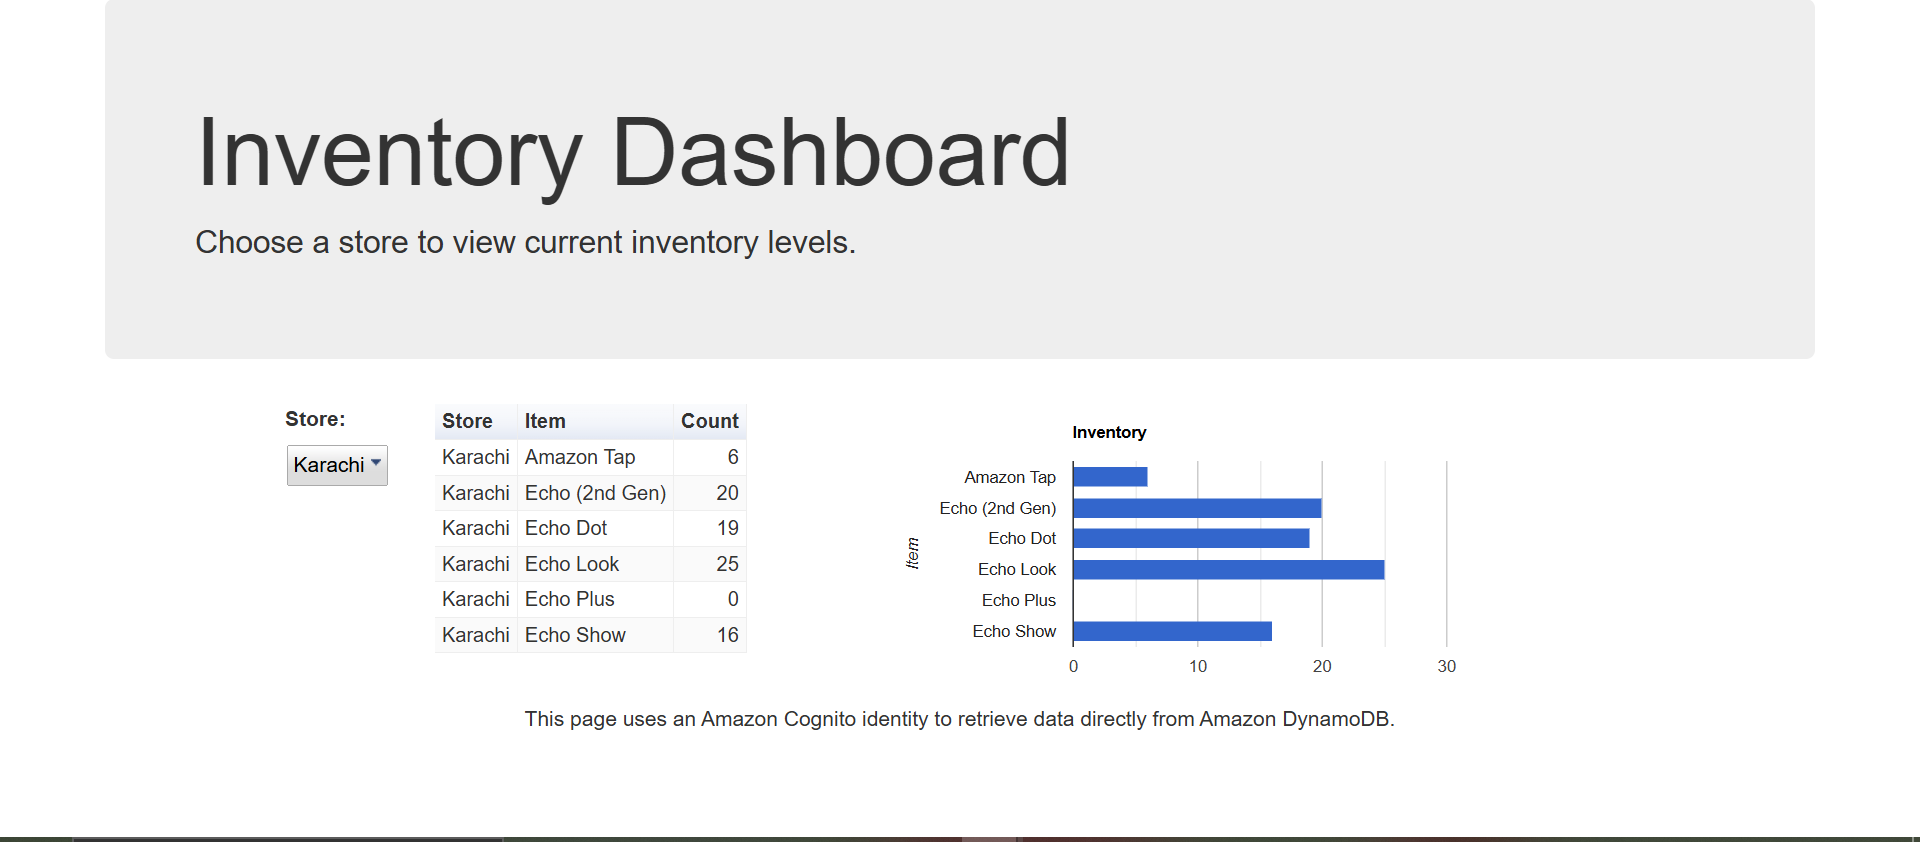 Inventory Dashboard
Choose a store to view current inventory levels.
Store:
Karachi
Store Item Count
Karachi Amazon Tap 6
Karachi Echo (2nd Gen) 20
Karachi Echo Dot 19
Karachi Echo Look 25
Karachi Echo Plus 0
Karachi Echo Show 16
Inventory
Item
Amazon Tap
Echo (2nd Gen)
Echo Dot
Echo Look
Echo Plus
Echo Show
0 10 20 30
This page uses an Amazon Cognito identity to retrieve data directly from Amazon DynamoDB.